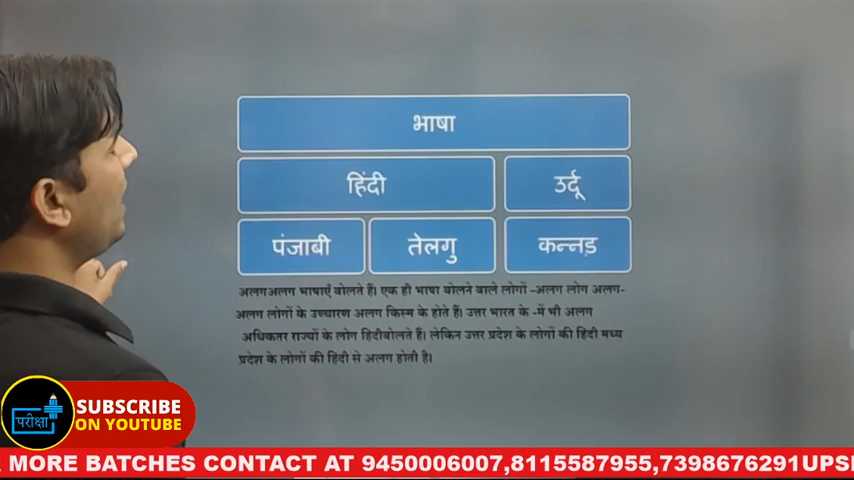 भाषा
हिंदी
उर्दू
पंजाबी
तेलगु
कन्नड़
अलगअलग भाषाएँ बोलते हैं। एक ही भाषा बोलने वाले लोगों -अलग लोग अलग-
अलग लोगों के उच्चारण अलग किस्म के होते हैं। उत्तर भारत के -में भी अलग
अधिकतर राज्यों के लोग हिंदीबोलते हैं। लेकिन उत्तर प्रदेश के लोगों की हिंदी मध्य
प्रदेश के लोगों की हिंदी से अलग होती है।
परीक्षा
SUBSCRIBE
ON YOUTUBE
R MORE BATCHES CONTACT AT 9450006007,8115587955,7398676291UPSI